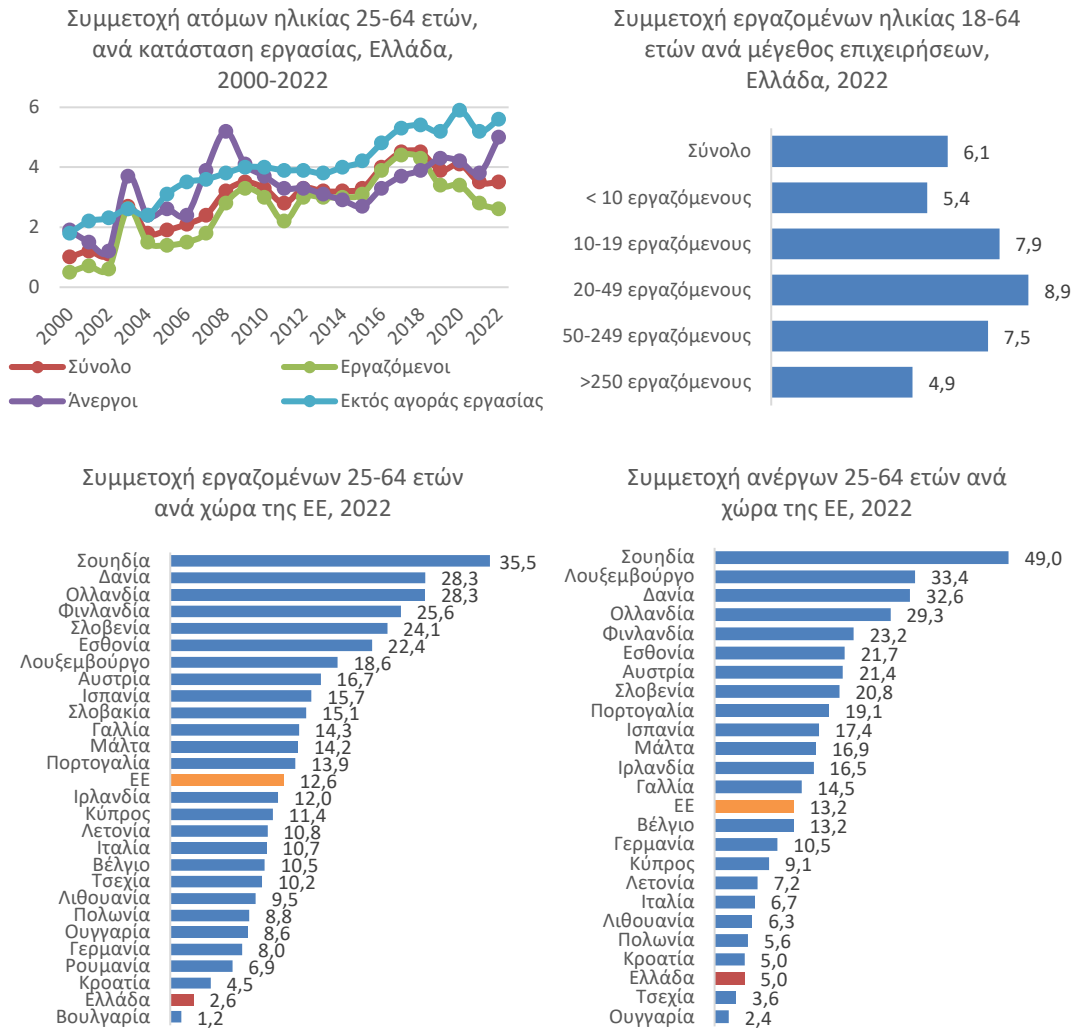 Συμμετοχή ατόμων ηλικίας 25-64 ετών,
ανά κατάσταση εργασίας, Ελλάδα,
2000-2022
6
4
2
0
2000
2002
2004
2006
2008
2010
2012
2014
2016
2018
2020
2022
Σύνολο
Εργαζόμενοι
Άνεργοι
Εκτός αγοράς εργασίας
Συμμετοχή εργαζομένων ηλικίας 18-64
ετών ανά μέγεθος επιχειρήσεων,
Ελλάδα, 2022
Σύνολο 6,1
< 10 εργαζόμενους 5,4
10-19 εργαζόμενους 7,9
20-49 εργαζόμενους 8,9
50-249 εργαζόμενους 7,5
>250 εργαζόμενους 4,9
Συμμετοχή εργαζομένων 25-64 ετών
ανά χώρα της ΕΕ, 2022
Σουηδία 35,5
Δανία 28,3
Ολλανδία 28,3
Φινλανδία 25,6
Σλοβενία 24,1
Εσθονία 22,4
Λουξεμβούργο 18,6
Αυστρία 16,7
Ισπανία 15,7
Σλοβακία 15,1
Γαλλία 14,3
Μάλτα 14,2
Πορτογαλία 13,9
ΕΕ 12,6
Ιρλανδία 12,0
Κύπρος 11,4
Λετονία 10,8
Ιταλία 10,7
Βέλγιο 10,5
Τσεχία 10,2
Λιθουανία 9,5
Πολωνία 8,8
Ουγγαρία 8,6
Γερμανία 8,0
Ρουμανία 6,9
Κροατία 4,5
Ελλάδα 2,6
Βουλγαρία 1,2
Συμμετοχή ανέργων 25-64 ετών ανά
χώρα της ΕΕ, 2022
Σουηδία 49,0
Λουξεμβούργο 33,4
Δανία 32,6
Ολλανδία 29,3
Φινλανδία 23,2
Εσθονία 21,7
Αυστρία 21,4
Σλοβενία 20,8
Πορτογαλία 19,1
Ισπανία 17,4
Μάλτα 16,9
Ιρλανδία 16,5
Γαλλία 14,5
ΕΕ 13,2
Βέλγιο 13,2
Γερμανία 10,5
Κύπρος 9,1
Λετονία 7,2
Ιταλία 6,7
Λιθουανία 6,3
Πολωνία 5,6
Κροατία 5,0
Ελλάδα 5,0
Τσεχία 3,6
Ουγγαρία 2,4